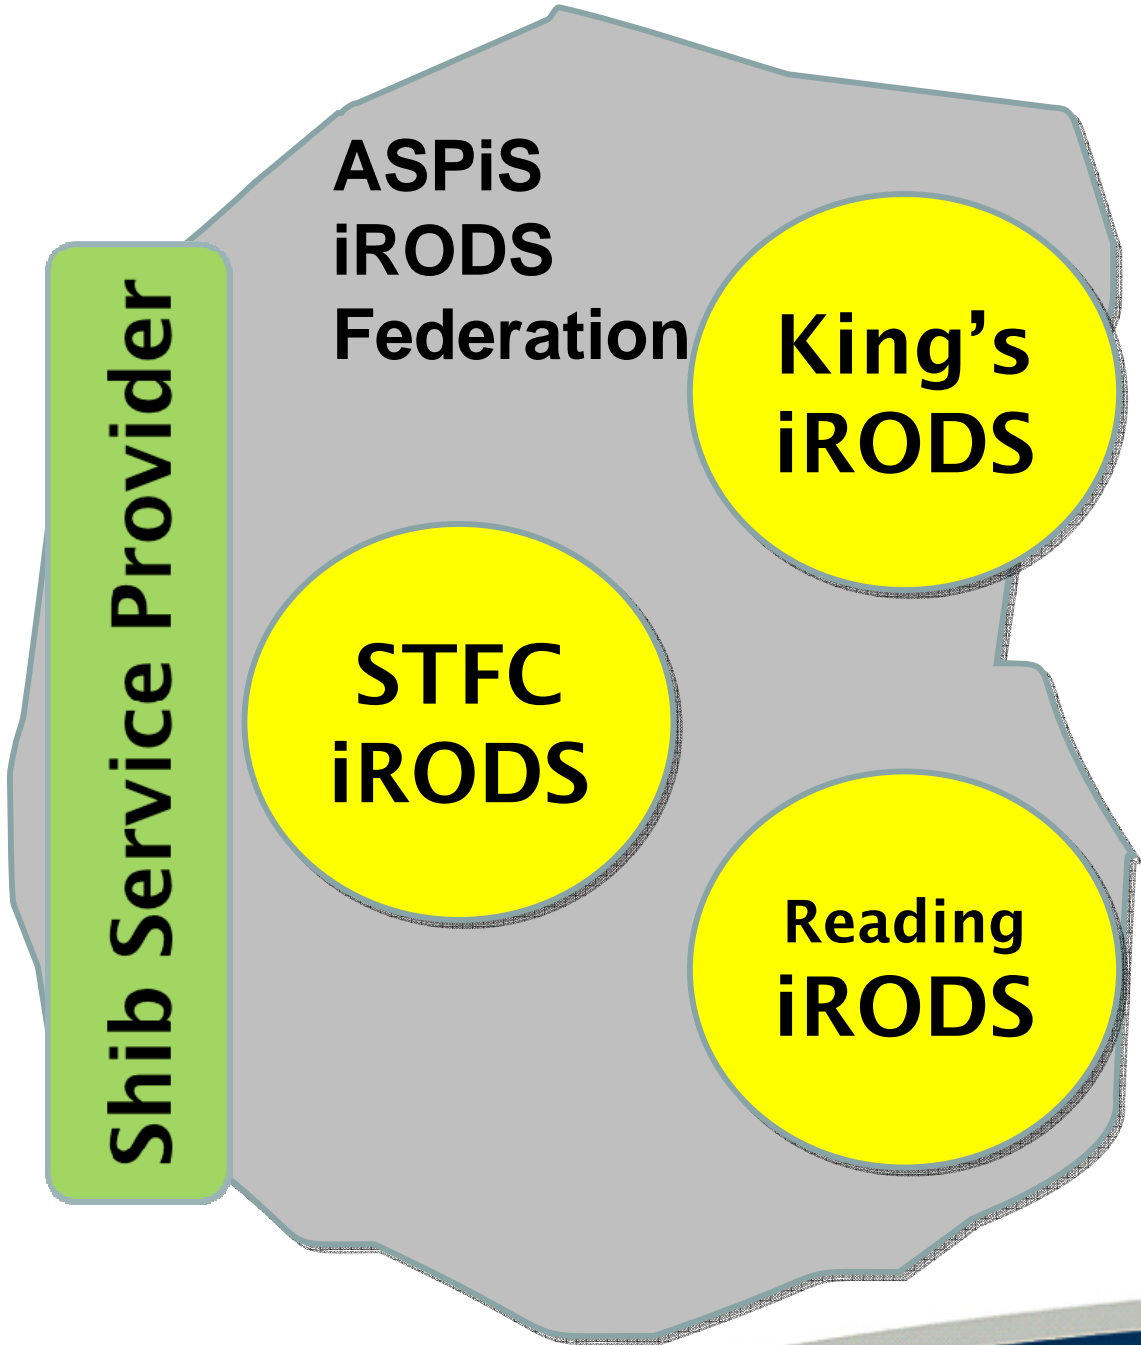 ASPiS
iRODS
Federation
King’s
iRODS
Shib Service Provider
STFC
iRODS
Reading
iRODS